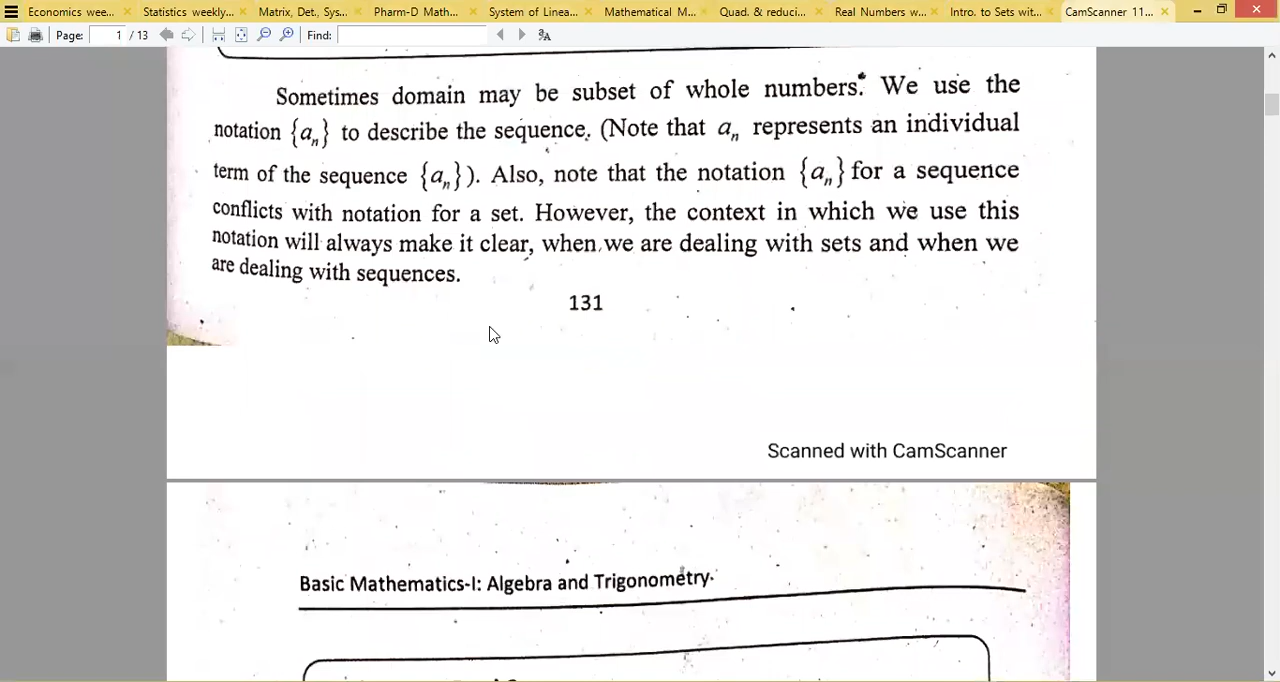 Economics wee... Statistics weekly... Matrix, Det., Sys... Pharm-D Math... System of Linea... Mathematical M... Quad. & reduci... Real Numbers w... Intro. to Sets wit... CamScanner 11...
Page: 1 / 13 Find:
Sometimes domain may be subset of whole numbers. We use the
notation {aₙ} to describe the sequence. (Note that aₙ represents an individual
term of the sequence {aₙ}). Also, note that the notation {aₙ} for a sequence
conflicts with notation for a set. However, the context in which we use this
notation will always make it clear, when we are dealing with sets and when we
are dealing with sequences.
131
Scanned with CamScanner
Basic Mathematics-I: Algebra and Trigonometry